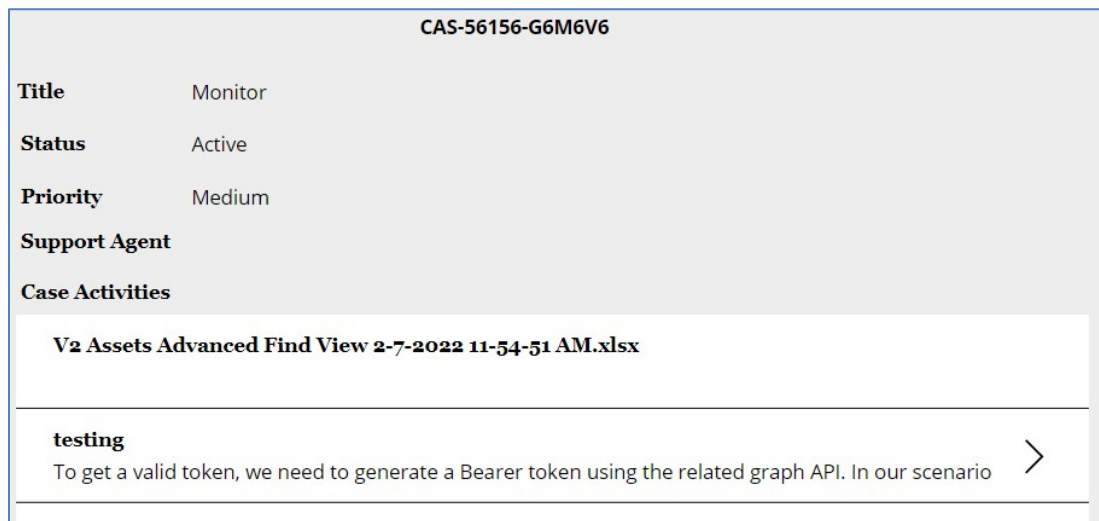 CAS-56156-G6M6V6
Title Monitor
Status Active
Priority Medium
Support Agent
Case Activities
V2 Assets Advanced Find View 2-7-2022 11-54-51 AM.xlsx
testing
To get a valid token, we need to generate a Bearer token using the related graph API. In our scenario